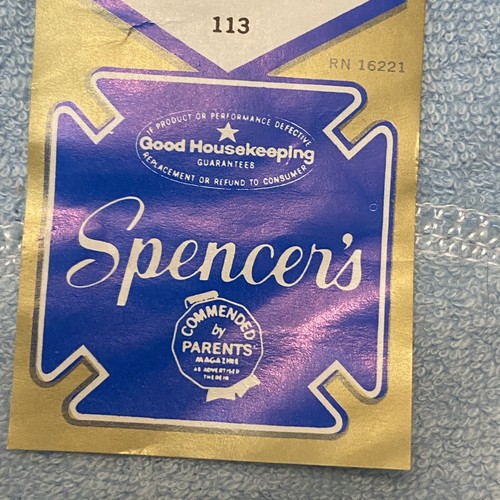 113
RN 16221
IF PRODUCT OR PERFORMANCE DEFECTIVE
Good Housekeeping
GUARANTEES
REPLACEMENT OR REFUND TO CONSUMER
Spencer's
COMMENDED
by
PARENTS'
MAGAZINE
AS ADVERTISED
THEREIN